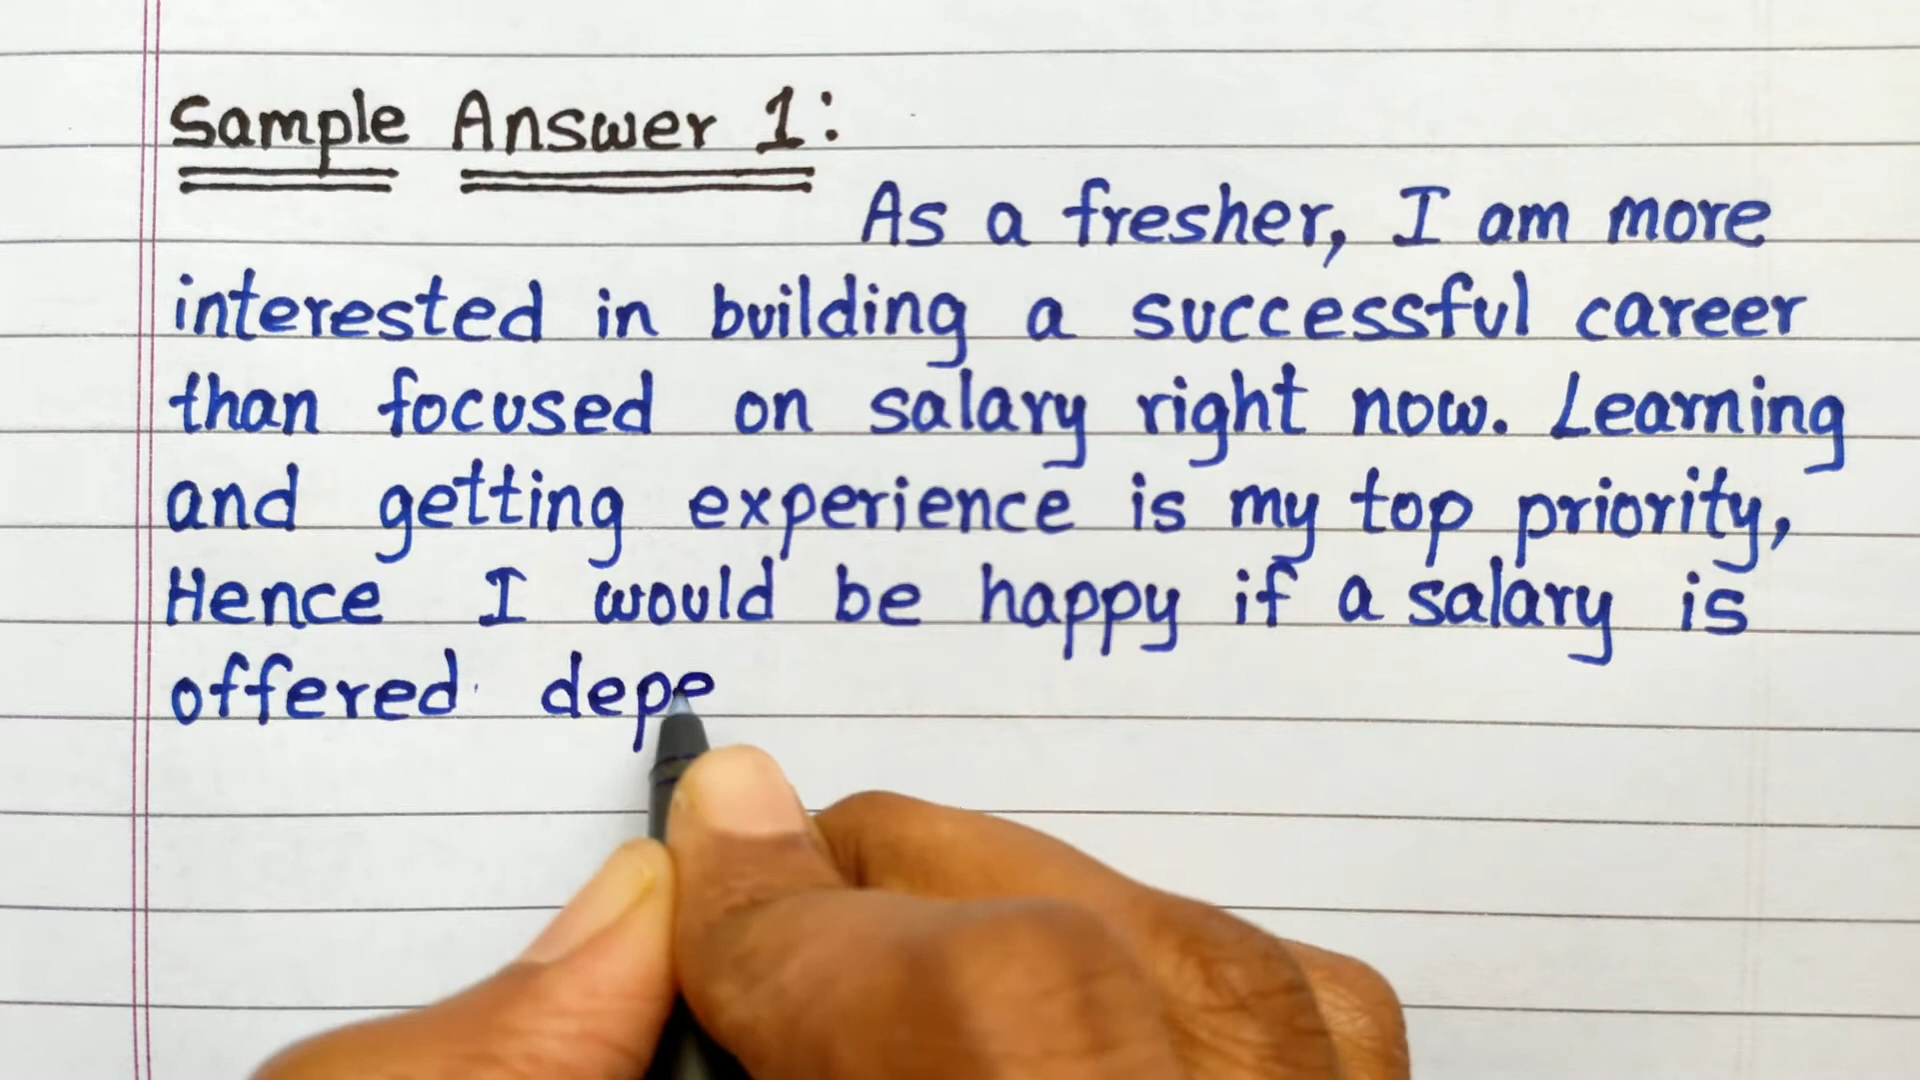 Sample Answer 1:
As a fresher, I am more
interested in building a successful career
than focused on salary right now. Learning
and getting experience is my top priority,
Hence I would be happy if a salary is
offered depe